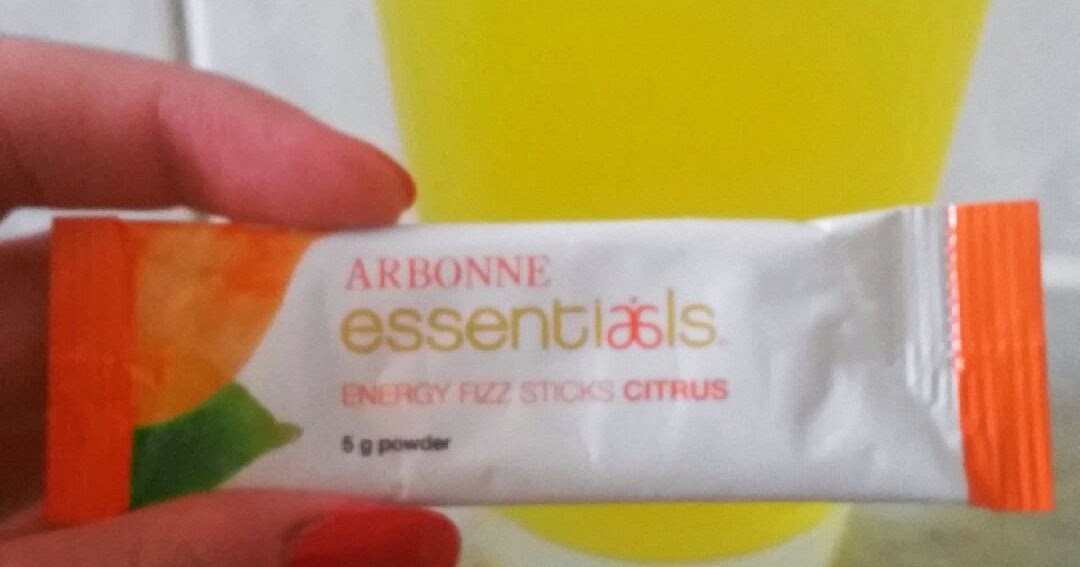 ARBONNE
essentials
ENERGY FIZZ STICKS CITRUS
5 g powder